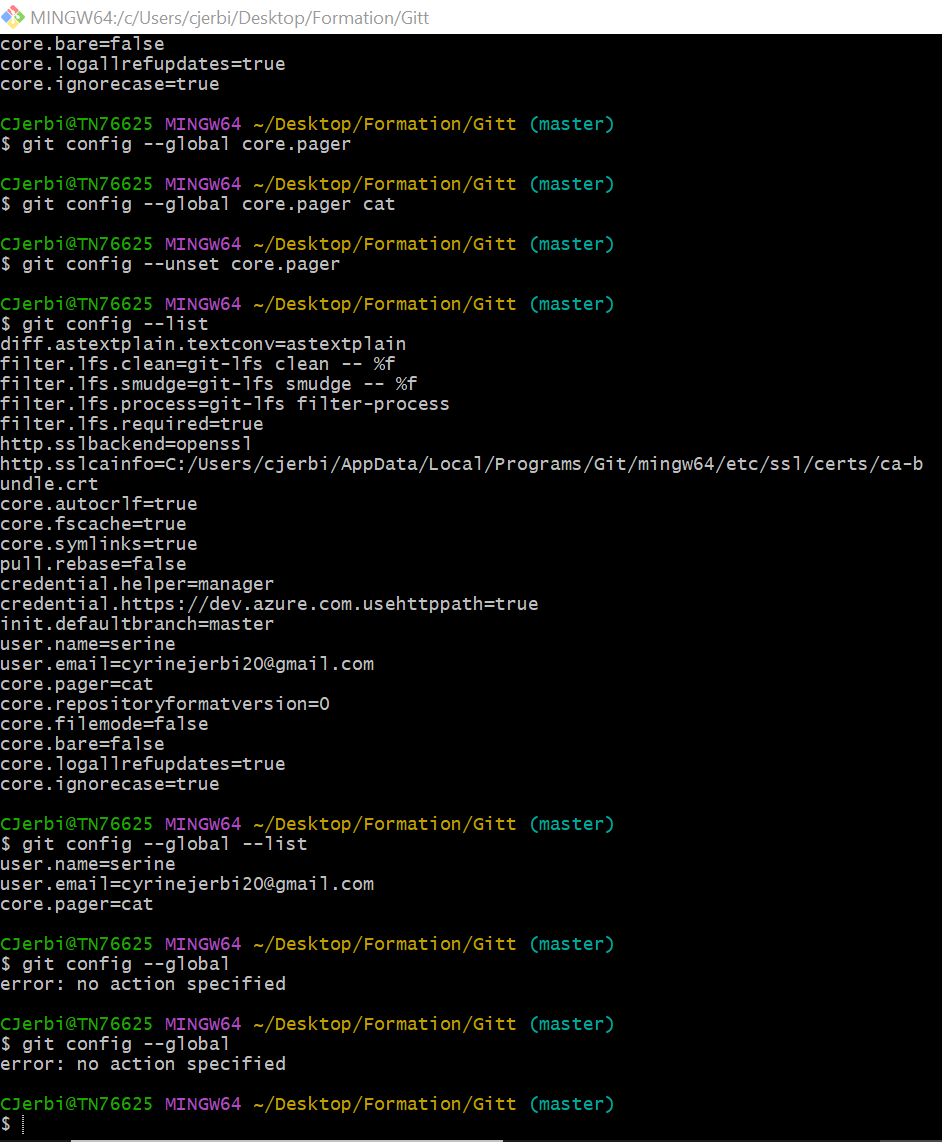 MINGW64:/c/Users/cjerbi/Desktop/Formation/Gitt
core.bare=false
core.logallrefupdates=true
core.ignorecase=true
CJerbi@TN76625 MINGW64 ~/Desktop/Formation/Gitt (master)
$ git config --global core.pager
CJerbi@TN76625 MINGW64 ~/Desktop/Formation/Gitt (master)
$ git config --global core.pager cat
CJerbi@TN76625 MINGW64 ~/Desktop/Formation/Gitt (master)
$ git config --unset core.pager
CJerbi@TN76625 MINGW64 ~/Desktop/Formation/Gitt (master)
$ git config --list
diff.astextplain.textconv=astextplain
filter.lfs.clean=git-lfs clean -- %f
filter.lfs.smudge=git-lfs smudge -- %f
filter.lfs.process=git-lfs filter-process
filter.lfs.required=true
http.sslbackend=openssl
http.sslcainfo=C:/Users/cjerbi/AppData/Local/Programs/Git/mingw64/etc/ssl/certs/ca-b
undle.crt
core.autocrlf=true
core.fscache=true
core.symlinks=true
pull.rebase=false
credential.helper=manager
credential.https://dev.azure.com.usehttppath=true
init.defaultbranch=master
user.name=serine
user.email=cyrinejerbi20@gmail.com
core.pager=cat
core.repositoryformatversion=0
core.filemode=false
core.bare=false
core.logallrefupdates=true
core.ignorecase=true
CJerbi@TN76625 MINGW64 ~/Desktop/Formation/Gitt (master)
$ git config --global --list
user.name=serine
user.email=cyrinejerbi20@gmail.com
core.pager=cat
CJerbi@TN76625 MINGW64 ~/Desktop/Formation/Gitt (master)
$ git config --global
error: no action specified
CJerbi@TN76625 MINGW64 ~/Desktop/Formation/Gitt (master)
$ git config --global
error: no action specified
CJerbi@TN76625 MINGW64 ~/Desktop/Formation/Gitt (master)
$